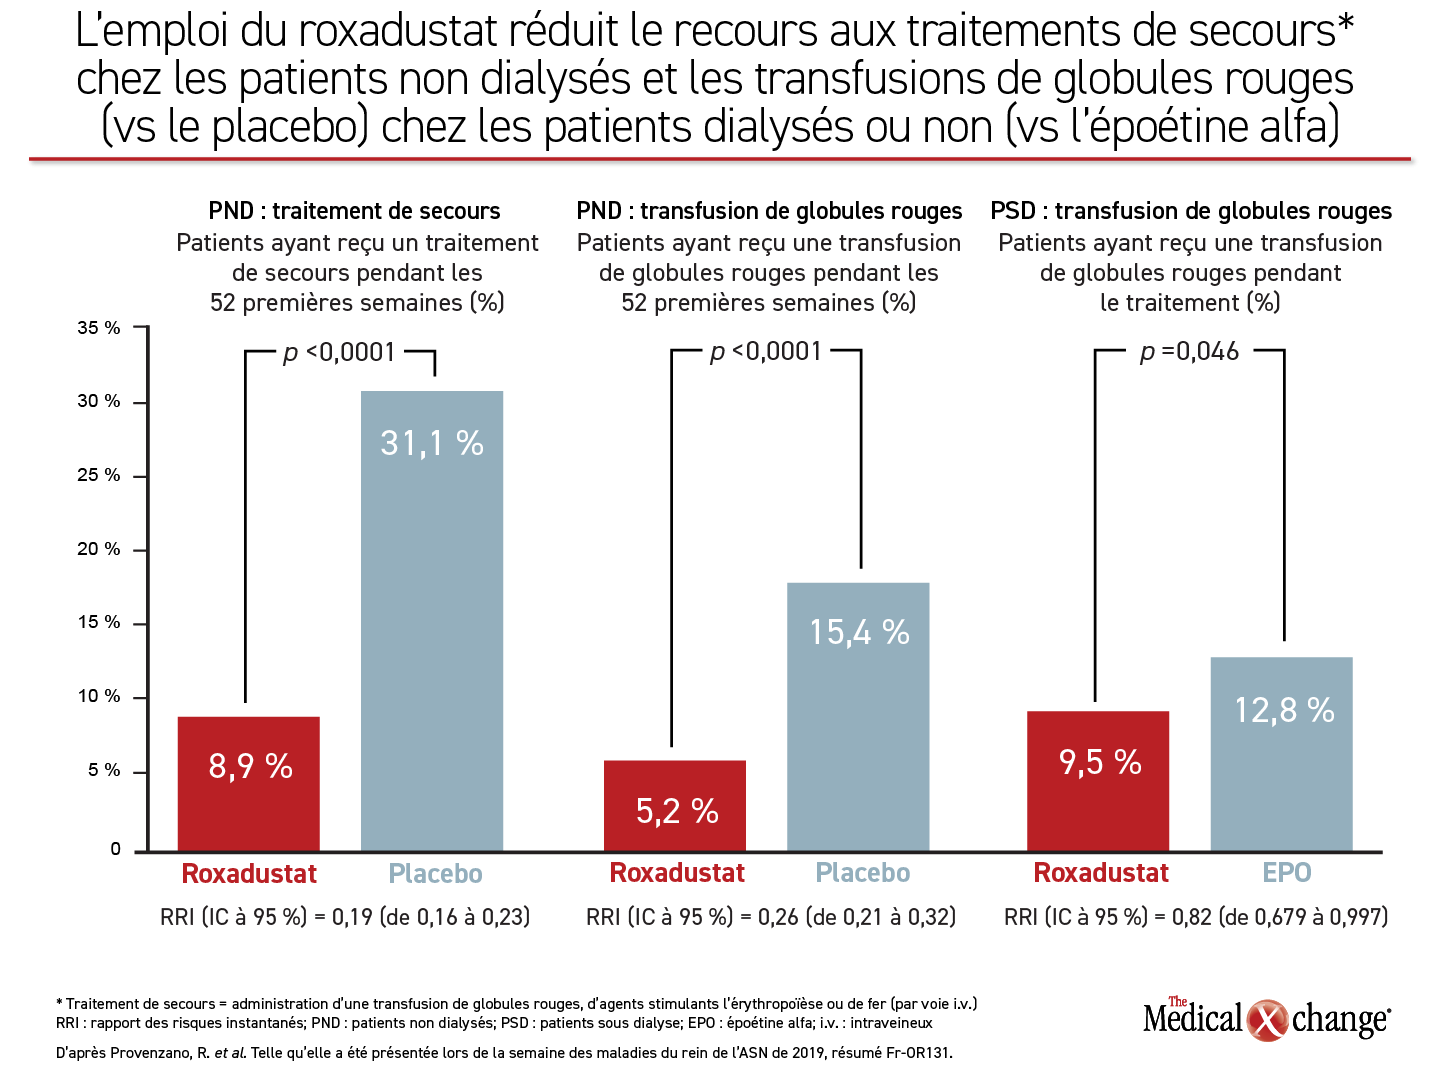 L’emploi du roxadustat réduit le recours aux traitements de secours*
chez les patients non dialysés et les transfusions de globules rouges
(vs le placebo) chez les patients dialysés ou non (vs l’époétine alfa)
PND : traitement de secours
Patients ayant reçu un traitement
de secours pendant les
52 premières semaines (%)
PND : transfusion de globules rouges
Patients ayant reçu une transfusion
de globules rouges pendant les
52 premières semaines (%)
PSD : transfusion de globules rouges
Patients ayant reçu une transfusion
de globules rouges pendant
le traitement (%)
35 %
30 %
25 %
20 %
15 %
10 %
5 %
0
p <0,0001
31,1 %
8,9 %
Roxadustat
Placebo
RRI (IC à 95 %) = 0,19 (de 0,16 à 0,23)
p <0,0001
15,4 %
5,2 %
Roxadustat
Placebo
RRI (IC à 95 %) = 0,26 (de 0,21 à 0,32)
p =0,046
12,8 %
9,5 %
Roxadustat
EPO
RRI (IC à 95 %) = 0,82 (de 0,679 à 0,997)
* Traitement de secours = administration d’une transfusion de globules rouges, d’agents stimulants l’érythropoïèse ou de fer (par voie i.v.)
RRI : rapport des risques instantanés; PND : patients non dialysés; PSD : patients sous dialyse; EPO : époétine alfa; i.v. : intraveineux
D’après Provenzano, R. et al. Telle qu’elle a été présentée lors de la semaine des maladies du rein de l’ASN de 2019, résumé Fr-OR131.
The
Medical X change